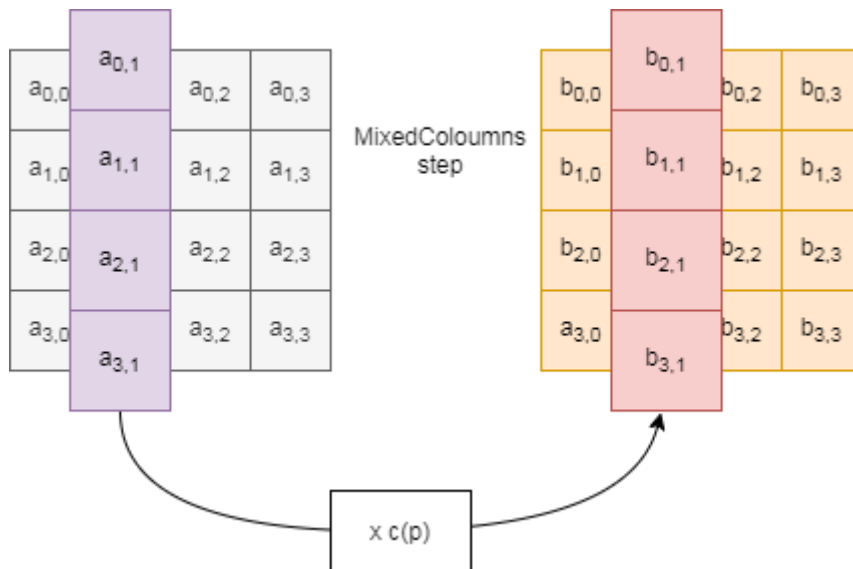 a0,0 a0,1 a0,2 a0,3
a1,0 a1,1 a1,2 a1,3
a2,0 a2,1 a2,2 a2,3
a3,0 a3,1 a3,2 a3,3
MixedColoumns
step
b0,0 b0,1 b0,2 b0,3
b1,0 b1,1 b1,2 b1,3
b2,0 b2,1 b2,2 b2,3
a3,0 b3,1 b3,2 b3,3
x c(p)